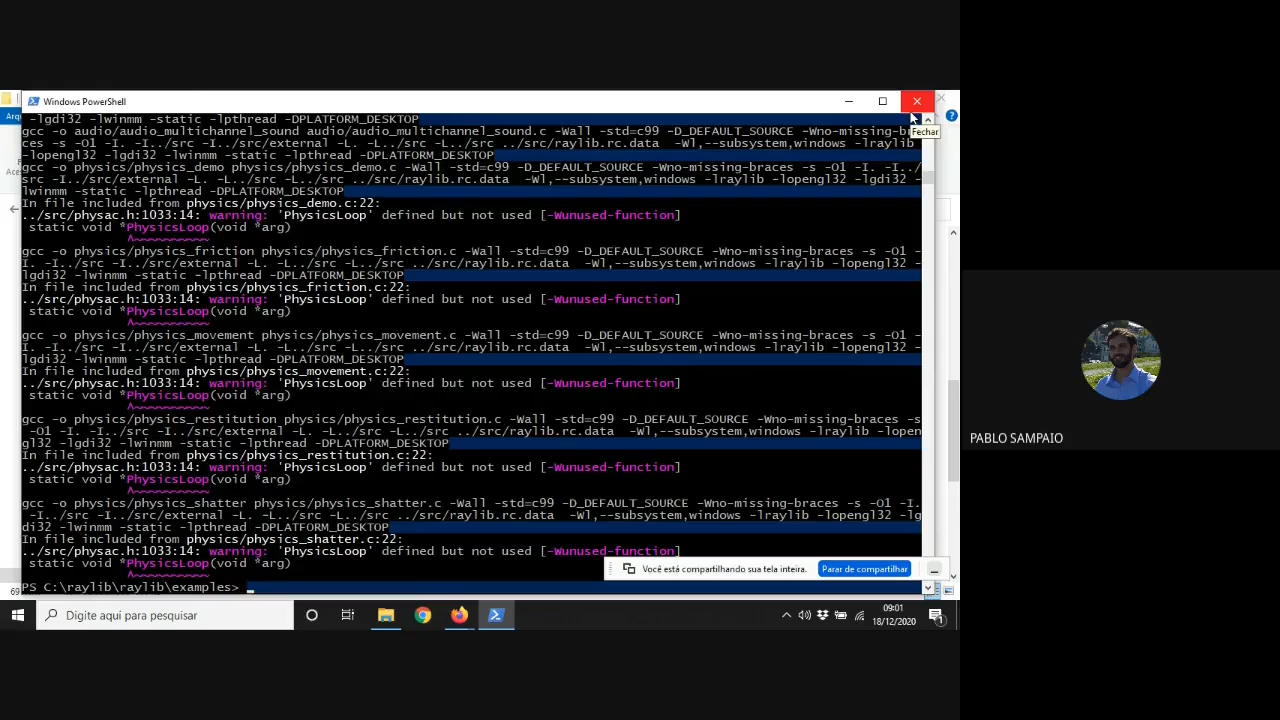 Windows PowerShell
Arqu
-lgdi32 -lwinmm -static -lpthread -DPLATFORM_DESKTOP
gcc -o audio/audio_multichannel_sound audio/audio_multichannel_sound.c -Wall -std=c99 -D_DEFAULT_SOURCE -Wno-missing-br
Fechar
ces -s -O1 -I. -I../src -I../src/external -L. -L../src -L../src ../src/raylib.rc.data  -Wl,--subsystem,windows -lraylib
-lopengl32 -lgdi32 -lwinmm -static -lpthread -DPLATFORM_DESKTOP
gcc -o physics/physics_demo physics/physics_demo.c -Wall -std=c99 -D_DEFAULT_SOURCE -Wno-missing-braces -s -O1 -I. -I../
src -I../src/external -L. -L../src -L../src ../src/raylib.rc.data  -Wl,--subsystem,windows -lraylib -lopengl32 -lgdi32 -
lwinmm -static -lpthread -DPLATFORM_DESKTOP
In file included from physics/physics_demo.c:22:
../src/physac.h:1033:14: warning: 'PhysicsLoop' defined but not used [-Wunused-function]
static void *PhysicsLoop(void *arg)
^~~~~~~~~~~
gcc -o physics/physics_friction physics/physics_friction.c -Wall -std=c99 -D_DEFAULT_SOURCE -Wno-missing-braces -s -O1 -
I. -I../src -I../src/external -L. -L../src -L../src ../src/raylib.rc.data  -Wl,--subsystem,windows -lraylib -lopengl32 -
lgdi32 -lwinmm -static -lpthread -DPLATFORM_DESKTOP
In file included from physics/physics_friction.c:22:
../src/physac.h:1033:14: warning: 'PhysicsLoop' defined but not used [-Wunused-function]
static void *PhysicsLoop(void *arg)
^~~~~~~~~~~
gcc -o physics/physics_movement physics/physics_movement.c -Wall -std=c99 -D_DEFAULT_SOURCE -Wno-missing-braces -s -O1 -
I. -I../src -I../src/external -L. -L../src -L../src ../src/raylib.rc.data  -Wl,--subsystem,windows -lraylib -lopengl32 -
lgdi32 -lwinmm -static -lpthread -DPLATFORM_DESKTOP
In file included from physics/physics_movement.c:22:
../src/physac.h:1033:14: warning: 'PhysicsLoop' defined but not used [-Wunused-function]
static void *PhysicsLoop(void *arg)
^~~~~~~~~~~
gcc -o physics/physics_restitution physics/physics_restitution.c -Wall -std=c99 -D_DEFAULT_SOURCE -Wno-missing-braces -s
-O1 -I. -I../src -I../src/external -L. -L../src -L../src ../src/raylib.rc.data  -Wl,--subsystem,windows -lraylib -lopen
gl32 -lgdi32 -lwinmm -static -lpthread -DPLATFORM_DESKTOP
In file included from physics/physics_restitution.c:22:
../src/physac.h:1033:14: warning: 'PhysicsLoop' defined but not used [-Wunused-function]
static void *PhysicsLoop(void *arg)
^~~~~~~~~~~
gcc -o physics/physics_shatter physics/physics_shatter.c -Wall -std=c99 -D_DEFAULT_SOURCE -Wno-missing-braces -s -O1 -I.
-I../src -I../src/external -L. -L../src -L../src ../src/raylib.rc.data  -Wl,--subsystem,windows -lraylib -lopengl32 -lg
di32 -lwinmm -static -lpthread -DPLATFORM_DESKTOP
In file included from physics/physics_shatter.c:22:
../src/physac.h:1033:14: warning: 'PhysicsLoop' defined but not used [-Wunused-function]
static void *PhysicsLoop(void *arg)
^~~~~~~~~~~
PS C:\raylib\raylib\examples>
Você está compartilhando sua tela inteira.
Parar de compartilhar
Digite aqui para pesquisar
09:01
18/12/2020
1
PABLO SAMPAIO